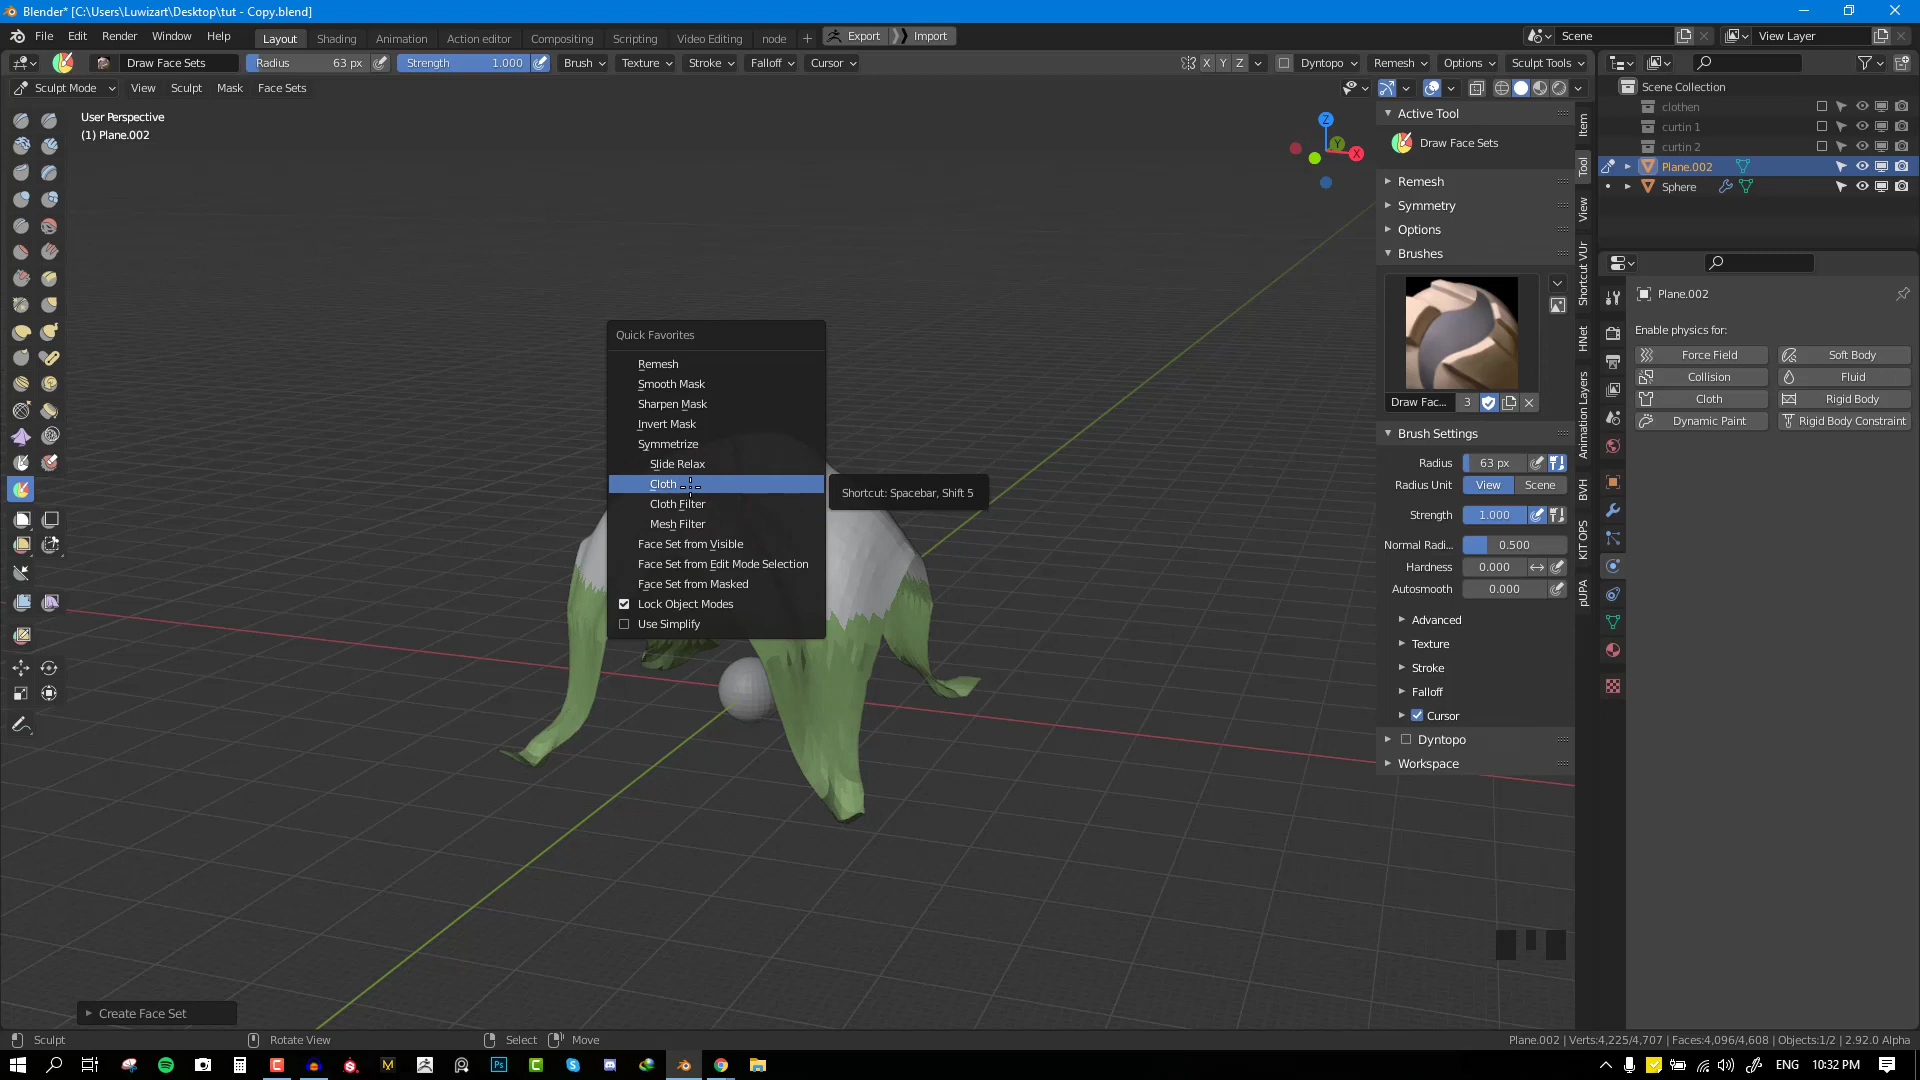 Blender* [C:\Users\Luwizart\Desktop\tut - Copy.blend]
File Edit Render Window Help Layout Shading Animation Action editor Compositing Scripting Video Editing node + Export Import Scene View Layer
Draw Face Sets Radius 63 px Strength 1.000 Brush Texture Stroke Falloff Cursor X Y Z Dyntopo Remesh Options Sculpt Tools
Sculpt Mode View Sculpt Mask Face Sets
User Perspective
(1) Plane.002
Z
Y
X
Quick Favorites
Remesh
Smooth Mask
Sharpen Mask
Invert Mask
Symmetrize
Slide Relax
Cloth
Cloth Filter
Mesh Filter
Face Set from Visible
Face Set from Edit Mode Selection
Face Set from Masked
Lock Object Modes
Use Simplify
Shortcut: Spacebar, Shift 5
Create Face Set
Active Tool
Draw Face Sets
Remesh
Symmetry
Options
Brushes
Draw Fac... 3
Brush Settings
Radius 63 px
Radius Unit View Scene
Strength 1.000
Normal Radi... 0.500
Hardness 0.000
Autosmooth 0.000
Advanced
Texture
Stroke
Falloff
Cursor
Dyntopo
Workspace
Item
Tool
View
Shortcut VUr
HNet
Animation Layers
BVH
KIT OPS
pUPA
Scene Collection
clothen
curtin 1
curtin 2
Plane.002
Sphere
Plane.002
Enable physics for:
Force Field Soft Body
Collision Fluid
Cloth Rigid Body
Dynamic Paint Rigid Body Constraint
Sculpt Rotate View Select Move Plane.002 | Verts:4,225/4,707 | Faces:4,096/4,608 | Objects:1/2 | 2.92.0 Alpha
ENG 10:32 PM